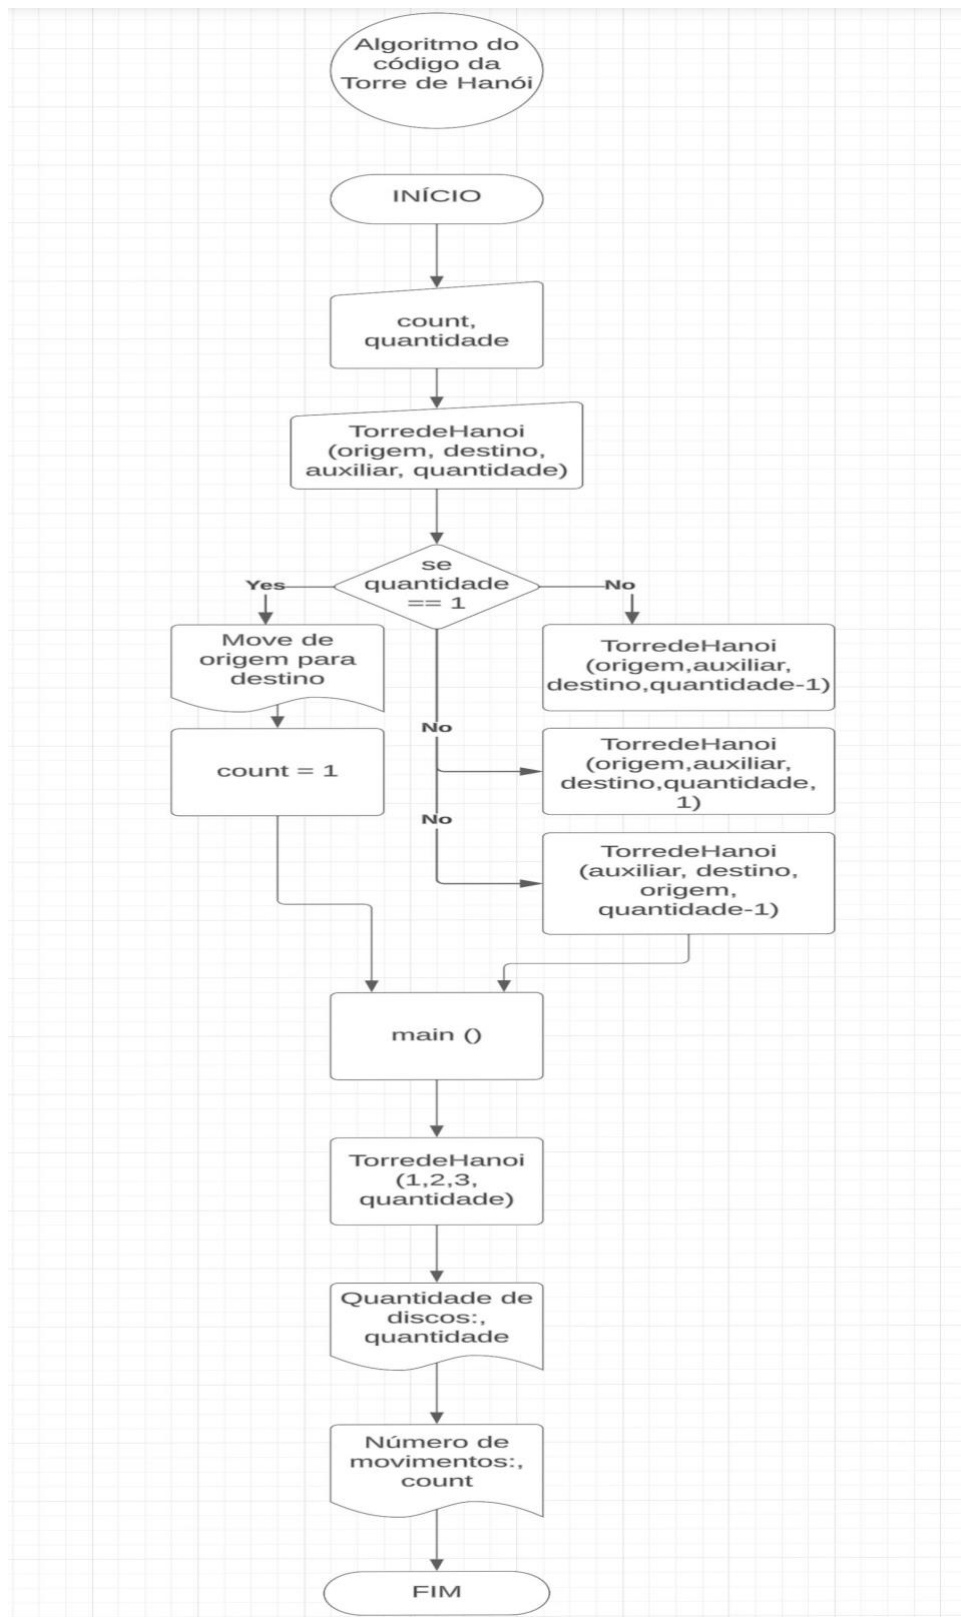 Algoritmo do
código da
Torre de Hanói
INÍCIO
count,
quantidade
TorredeHanoi
(origem, destino,
auxiliar, quantidade)
se
quantidade
== 1
Yes
No
Move de
origem para
destino
TorredeHanoi
(origem,auxiliar,
destino,quantidade-1)
No
count = 1
TorredeHanoi
(origem,auxiliar,
destino,quantidade,
1)
No
TorredeHanoi
(auxiliar, destino,
origem,
quantidade-1)
main ()
TorredeHanoi
(1,2,3,
quantidade)
Quantidade de
discos:,
quantidade
Número de
movimentos:,
count
FIM